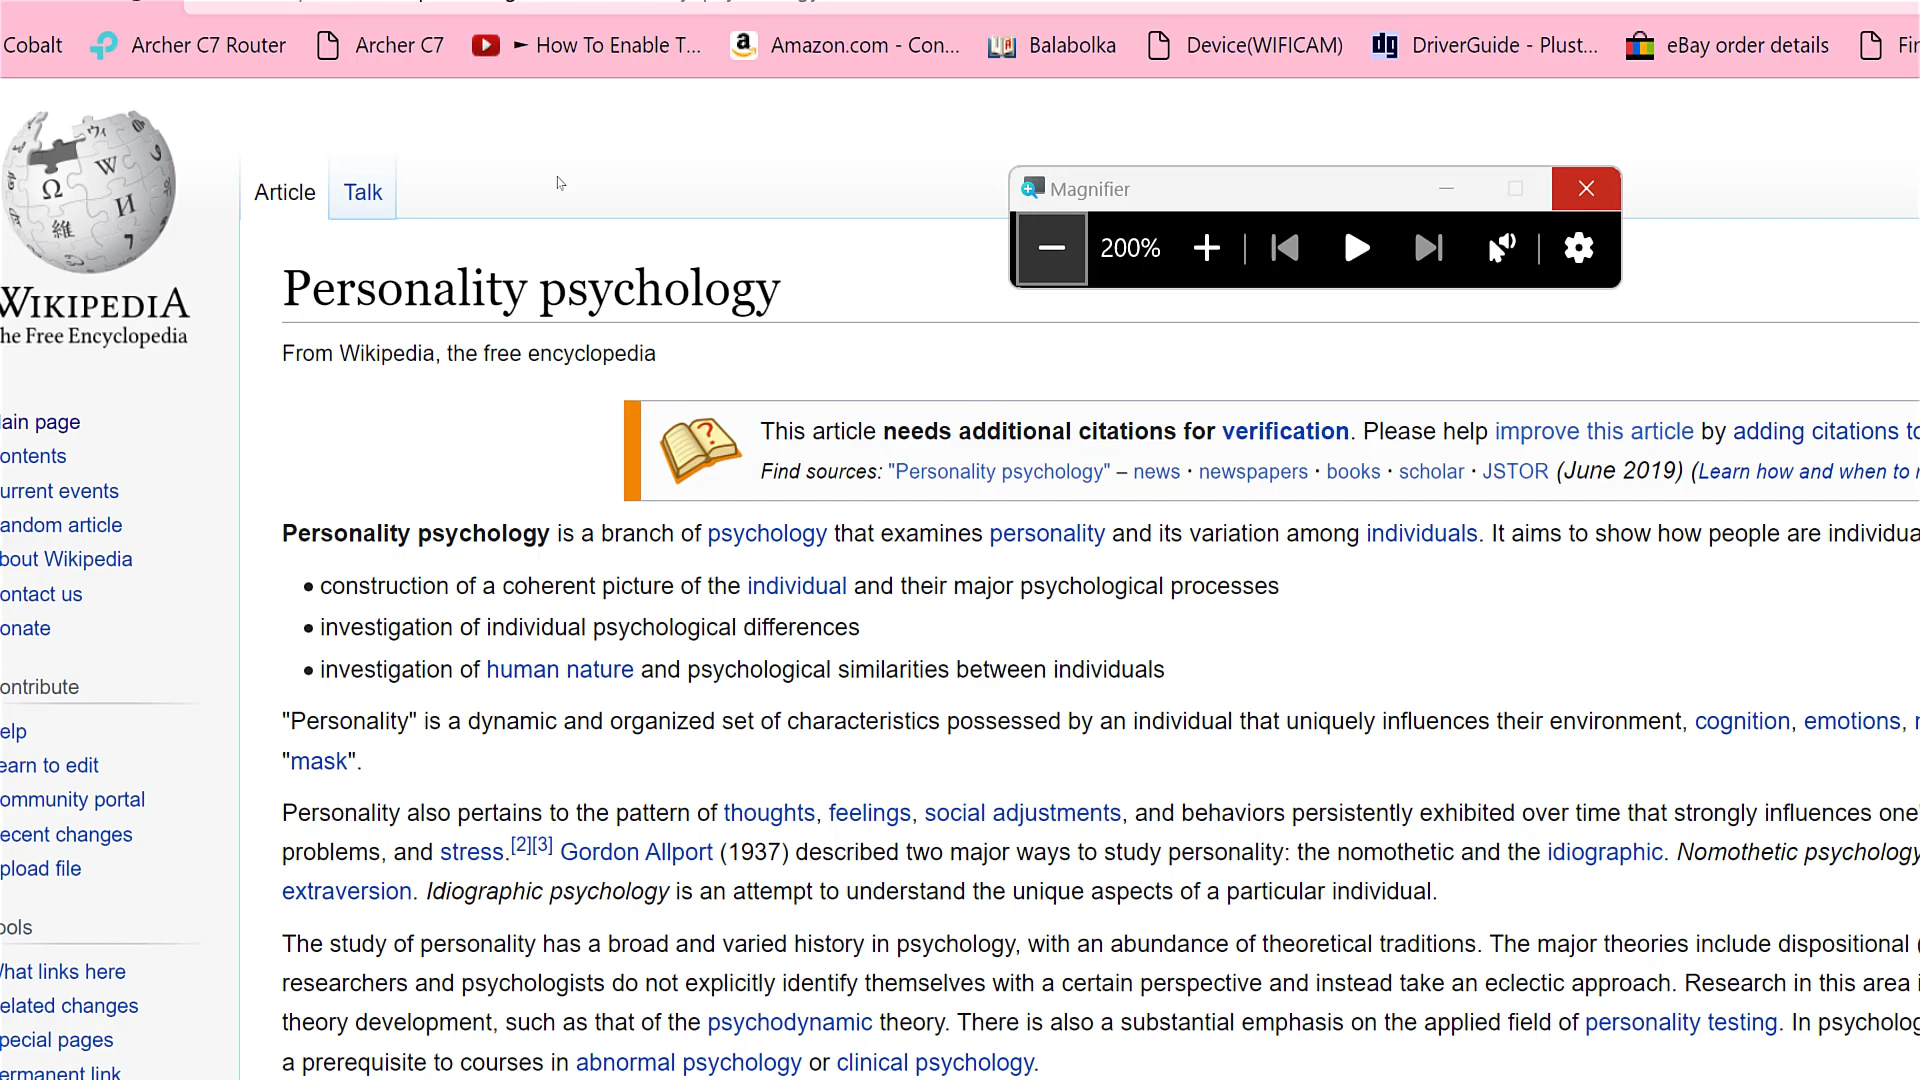 Cobalt Archer C7 Router Archer C7 ► How To Enable T... Amazon.com - Con... Balabolka Device(WIFICAM) DriverGuide - Plust... eBay order details Fir
Magnifier
200%
WIKIPEDIA
he Free Encyclopedia
Article Talk
Personality psychology
From Wikipedia, the free encyclopedia
ain page
ontents
urrent events
andom article
bout Wikipedia
ontact us
onate
ontribute
elp
earn to edit
ommunity portal
ecent changes
pload file
ools
hat links here
elated changes
pecial pages
ermanent link
This article needs additional citations for verification. Please help improve this article by adding citations to
Find sources: "Personality psychology" – news · newspapers · books · scholar · JSTOR (June 2019) (Learn how and when to r
Personality psychology is a branch of psychology that examines personality and its variation among individuals. It aims to show how people are individua
• construction of a coherent picture of the individual and their major psychological processes
• investigation of individual psychological differences
• investigation of human nature and psychological similarities between individuals
"Personality" is a dynamic and organized set of characteristics possessed by an individual that uniquely influences their environment, cognition, emotions,
"mask".
Personality also pertains to the pattern of thoughts, feelings, social adjustments, and behaviors persistently exhibited over time that strongly influences one
problems, and stress.[2][3] Gordon Allport (1937) described two major ways to study personality: the nomothetic and the idiographic. Nomothetic psychology
extraversion. Idiographic psychology is an attempt to understand the unique aspects of a particular individual.
The study of personality has a broad and varied history in psychology, with an abundance of theoretical traditions. The major theories include dispositional (
researchers and psychologists do not explicitly identify themselves with a certain perspective and instead take an eclectic approach. Research in this area i
theory development, such as that of the psychodynamic theory. There is also a substantial emphasis on the applied field of personality testing. In psycholog
a prerequisite to courses in abnormal psychology or clinical psychology.